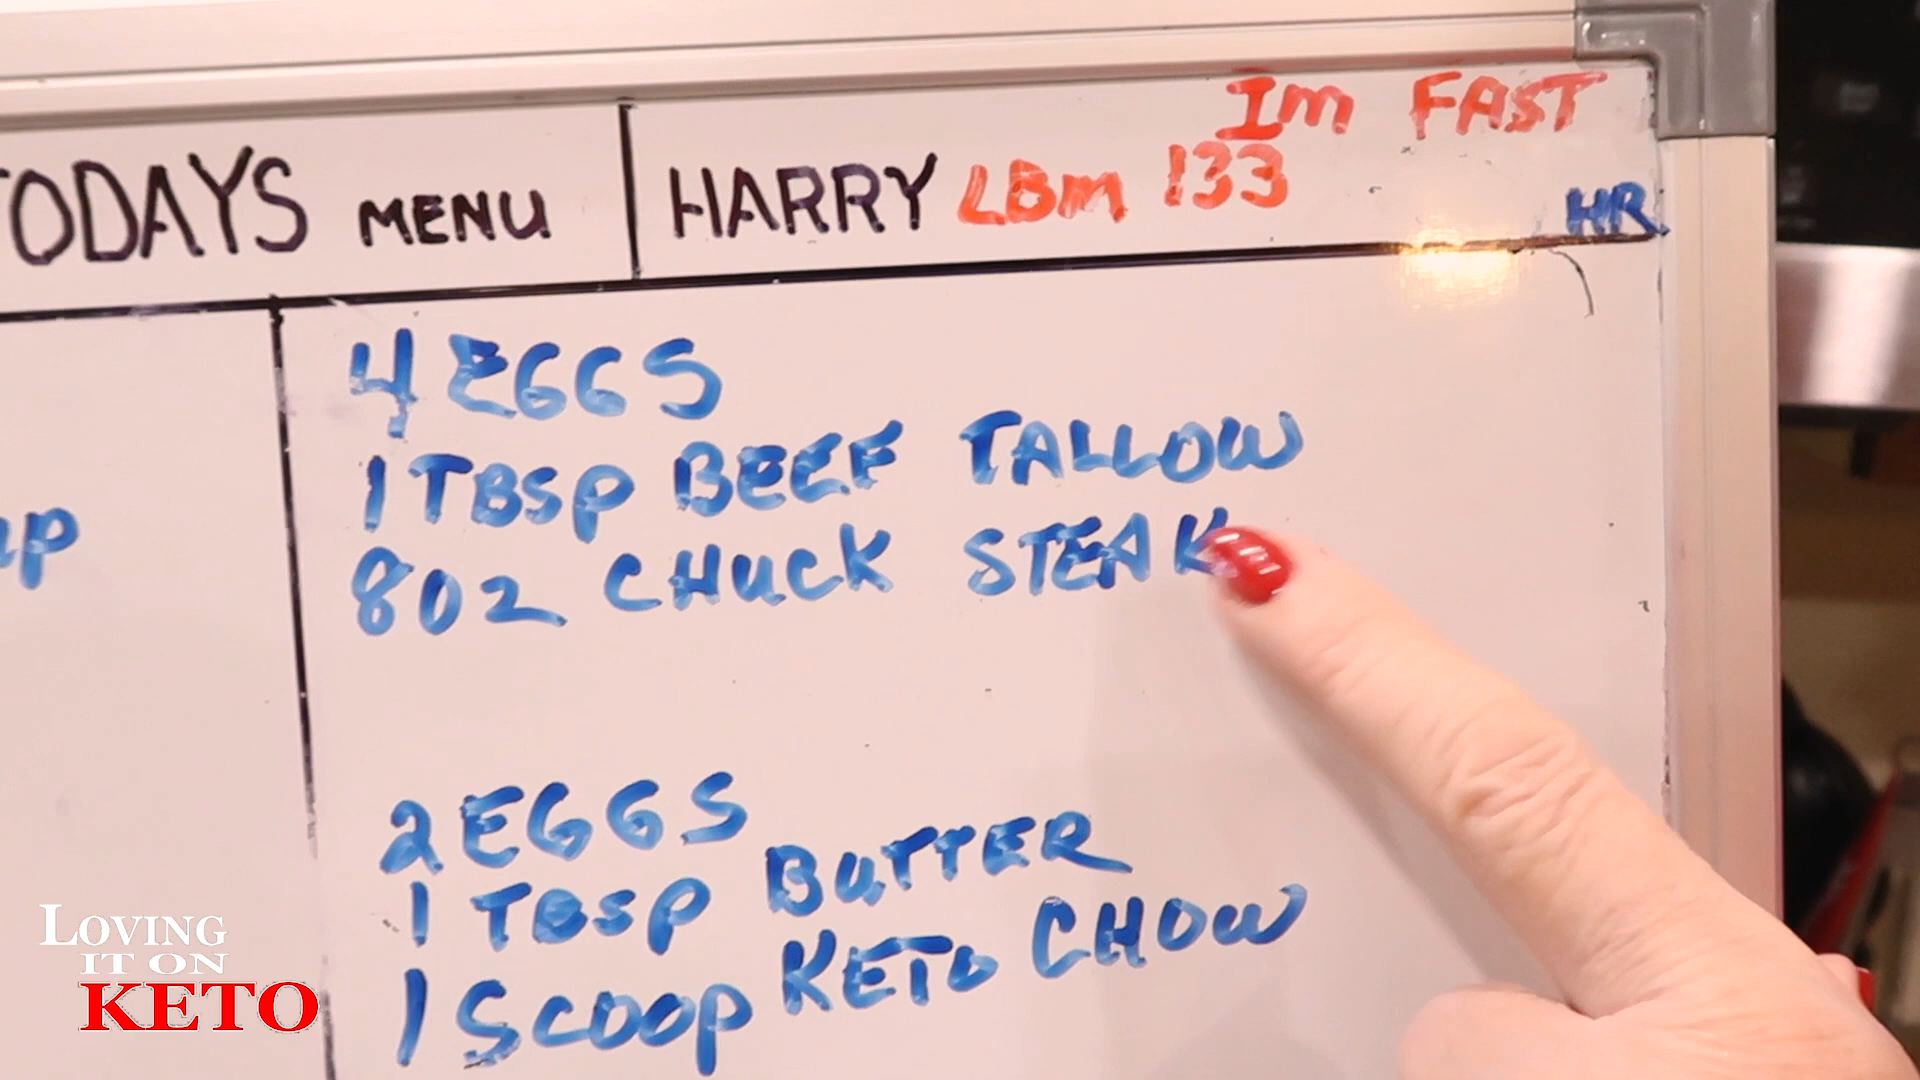 Im FAST
TODAYS MENU
HARRY LBM 133
HR
4 EGGS
1 TBSP BEEF TALLOW
8 OZ CHUCK STEAK
up
2 EGGS
1 TBSP BUTTER
1 SCOOP KETO CHOW
LOVING
IT ON
KETO